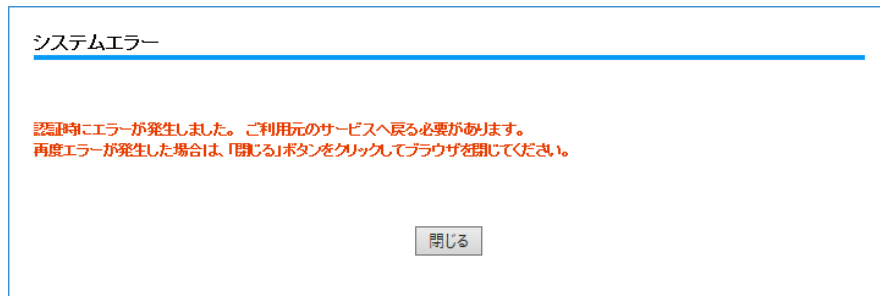 システムエラー
認証時にエラーが発生しました。ご利用元のサービスへ戻る必要があります。
再度エラーが発生した場合は、「閉じる」ボタンをクリックしてブラウザを閉じてください。
閉じる